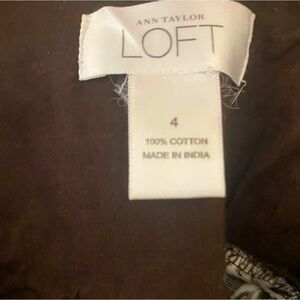 ANN TAYLOR
LOFT
4
100% COTTON
MADE IN INDIA